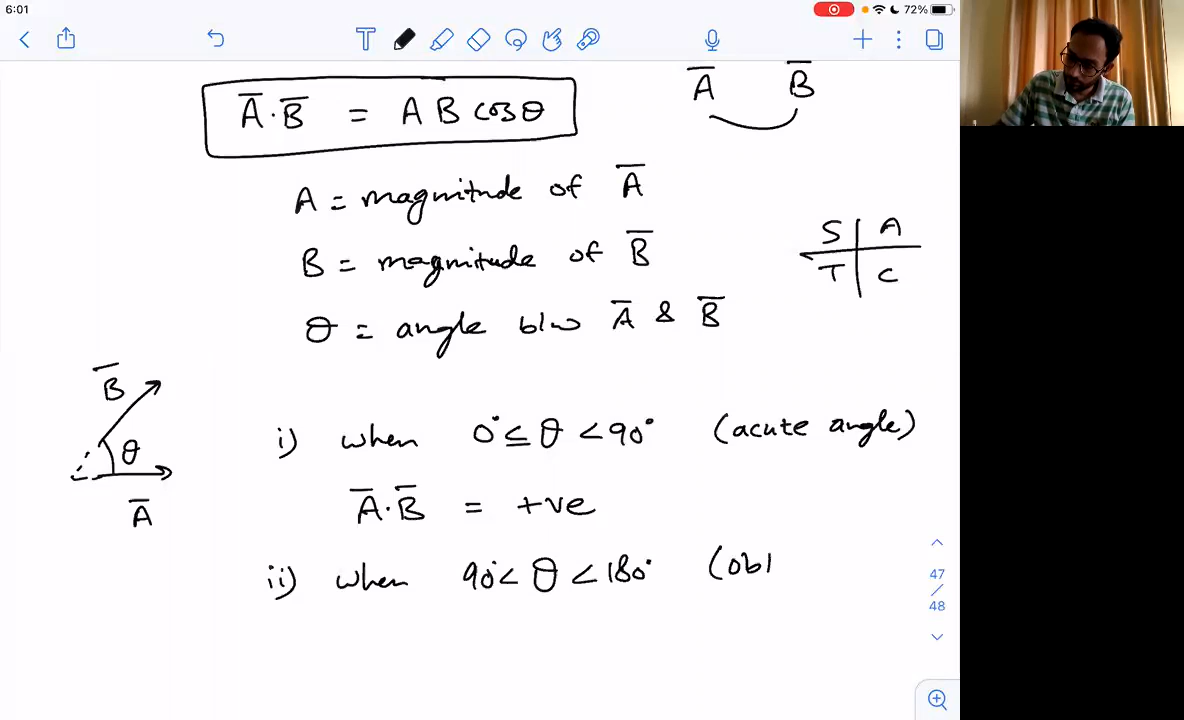 6:01
72%
A̅ B̅
A̅·B̅ = A B cosθ
A = magnitude of A̅
B = magnitude of B̅
S A
T C
θ = angle b/w A̅ & B̅
B̅
θ
A̅
i) when 0° ≤ θ < 90° (acute angle)
A̅·B̅ = +ve
ii) when 90° < θ < 180° (obl
47
/
48